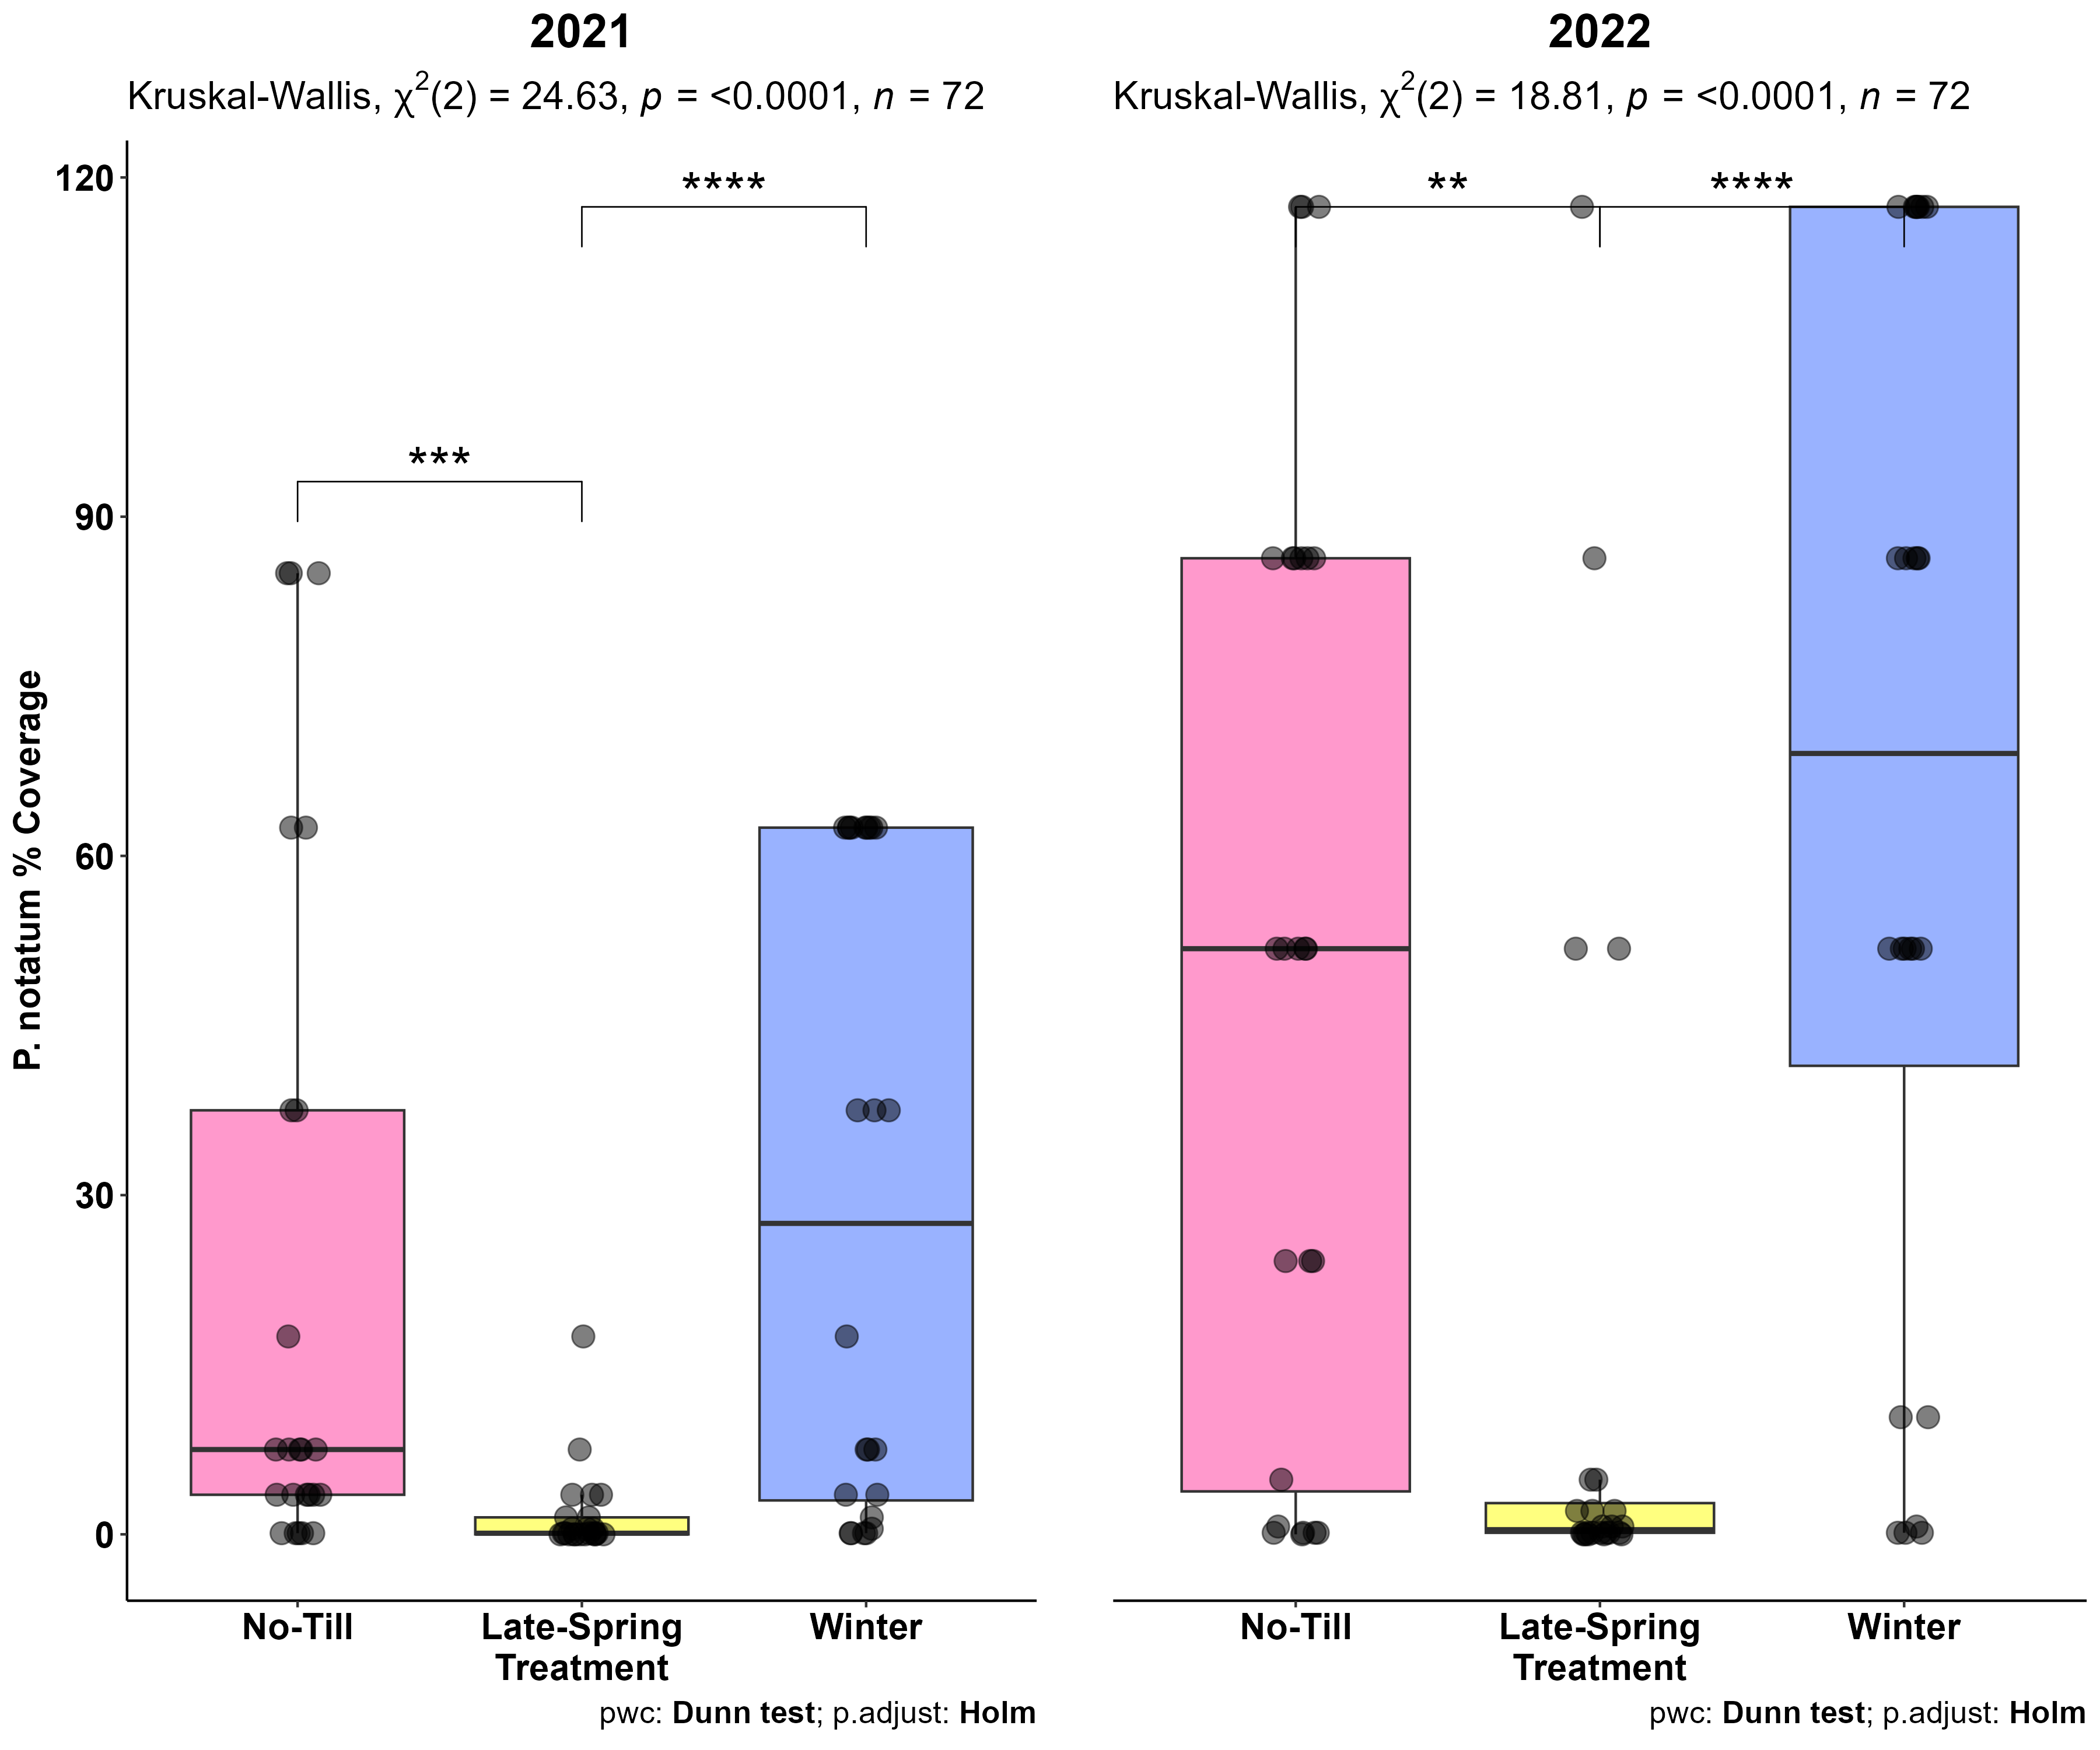 2021
Kruskal-Wallis, χ²(2) = 24.63, p = <0.0001, n = 72
120
90
60
30
0
P. notatum % Coverage
****
***
No-Till
Late-Spring
Winter
Treatment
pwc: Dunn test; p.adjust: Holm
2022
Kruskal-Wallis, χ²(2) = 18.81, p = <0.0001, n = 72
**
****
No-Till
Late-Spring
Winter
Treatment
pwc: Dunn test; p.adjust: Holm